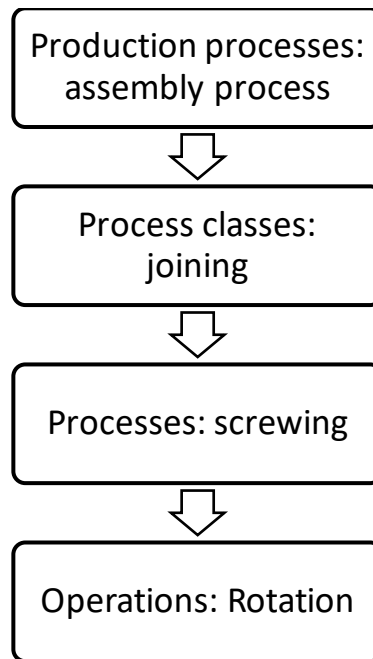 Production processes:
assembly process
Process classes:
joining
Processes: screwing
Operations: Rotation